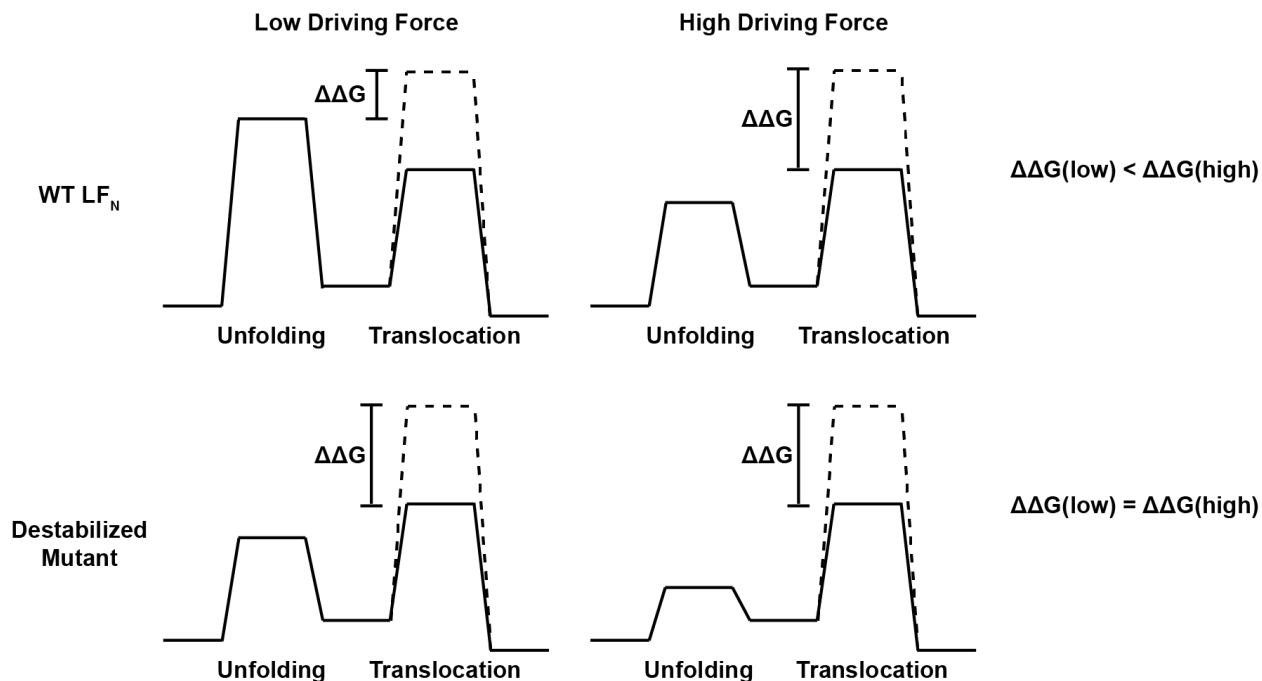 Low Driving Force
High Driving Force
ΔΔG
ΔΔG
WT LF_N
ΔΔG(low) < ΔΔG(high)
Unfolding
Translocation
Unfolding
Translocation
ΔΔG
ΔΔG
Destabilized
Mutant
ΔΔG(low) = ΔΔG(high)
Unfolding
Translocation
Unfolding
Translocation